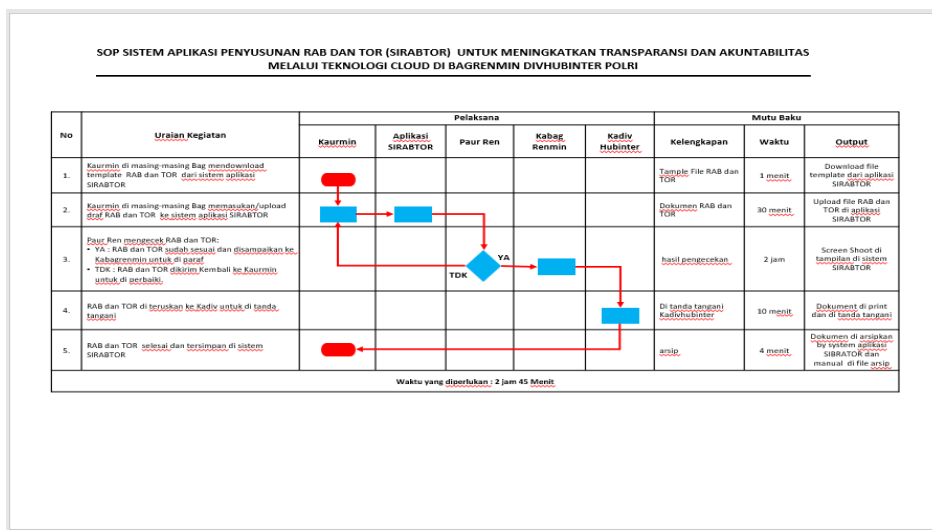 SOP SISTEM APLIKASI PENYUSUNAN RAB DAN TOR (SIRABTOR) UNTUK MENINGKATKAN TRANSPARANSI DAN AKUNTABILITAS
MELALUI TEKNOLOGI CLOUD DI BAGRENMIN DIVHUBINTER POLRI
No
Uraian Kegiatan
Pelaksana
Mutu Baku
Kaurmin
Aplikasi
SIRABTOR
Paur Ren
Kabag
Renmin
Kadiv
Hubinter
Kelengkapan
Waktu
Output
1.
Kaurmin di masing-masing Bag mendownload
template RAB dan TOR dari sistem aplikasi
SIRABTOR
Tample File RAB dan
TOR
1 menit
Download file
template dari aplikasi
SIRABTOR
2.
Kaurmin di masing-masing Bag memasukan/upload
draf RAB dan TOR ke sistem aplikasi SIRABTOR
Dokumen RAB dan
TOR
30 menit
Upload file RAB dan
TOR di aplikasi
SIRABTOR
3.
Paur Ren mengecek RAB dan TOR:
• YA : RAB dan TOR sudah sesuai dan disampaikan ke
Kabagrenmin untuk di paraf
• TDK : RAB dan TOR dikirim Kembali ke Kaurmin
untuk di perbaiki.
YA
TDK
hasil pengecekan
2 jam
Screen Shoot di
tampilan di sistem
SIRABTOR
4.
RAB dan TOR di teruskan ke Kadiv untuk di tanda
tangani
Di tanda tangani
Kadivhubinter
10 menit
Dokument di print
dan di tanda tangani
5.
RAB dan TOR selesai dan tersimpan di sistem
SIRABTOR
arsip
4 menit
Dokumen di arsipkan
by system aplikasi
SIBRATOR dan
manual di file arsip
Waktu yang diperlukan : 2 jam 45 Menit